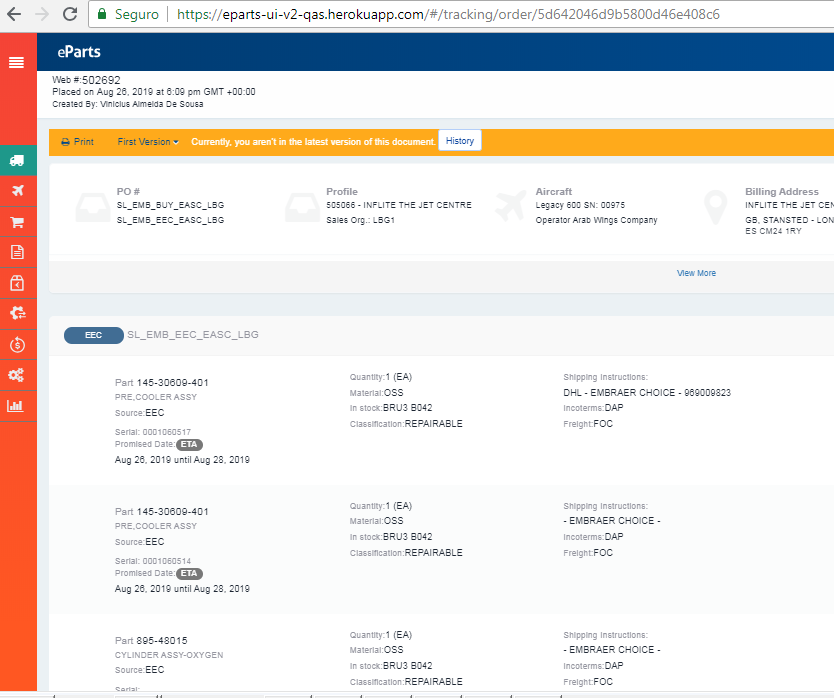 Seguro https://eparts-ui-v2-qas.herokuapp.com/#/tracking/order/5d642046d9b5800d46e408c6
eParts
Web #:502692
Placed on Aug 26, 2019 at 6:09 pm GMT +00:00
Created By: Vinicius Almeida De Sousa
Print First Version Currently, you aren't in the latest version of this document. History
PO #
SL_EMB_BUY_EASC_LBG
SL_EMB_EEC_EASC_LBG
Profile
505066 - INFLITE THE JET CENTRE
Sales Org.: LBG1
Aircraft
Legacy 600 SN: 00975
Operator Arab Wings Company
Billing Address
INFLITE THE JET CEN
GB, STANSTED - LON
ES CM24 1RY
View More
EEC SL_EMB_EEC_EASC_LBG
Part 145-30609-401
PRE,COOLER ASSY
Source:EEC
Serial: 0001060517
Promised Date: ETA
Aug 26, 2019 until Aug 28, 2019
Quantity:1 (EA)
Material:OSS
In stock:BRU3 B042
Classification:REPAIRABLE
Shipping Instructions:
DHL - EMBRAER CHOICE - 969009823
Incoterms:DAP
Freight:FOC
Part 145-30609-401
PRE,COOLER ASSY
Source:EEC
Serial: 0001060514
Promised Date: ETA
Aug 26, 2019 until Aug 28, 2019
Quantity:1 (EA)
Material:OSS
In stock:BRU3 B042
Classification:REPAIRABLE
Shipping Instructions:
- EMBRAER CHOICE -
Incoterms:DAP
Freight:FOC
Part 895-48015
CYLINDER ASSY-OXYGEN
Source:EEC
Serial:
Quantity:1 (EA)
Material:OSS
In stock:BRU3 B042
Classification:REPAIRABLE
Shipping Instructions:
- EMBRAER CHOICE -
Incoterms:DAP
Freight:FOC